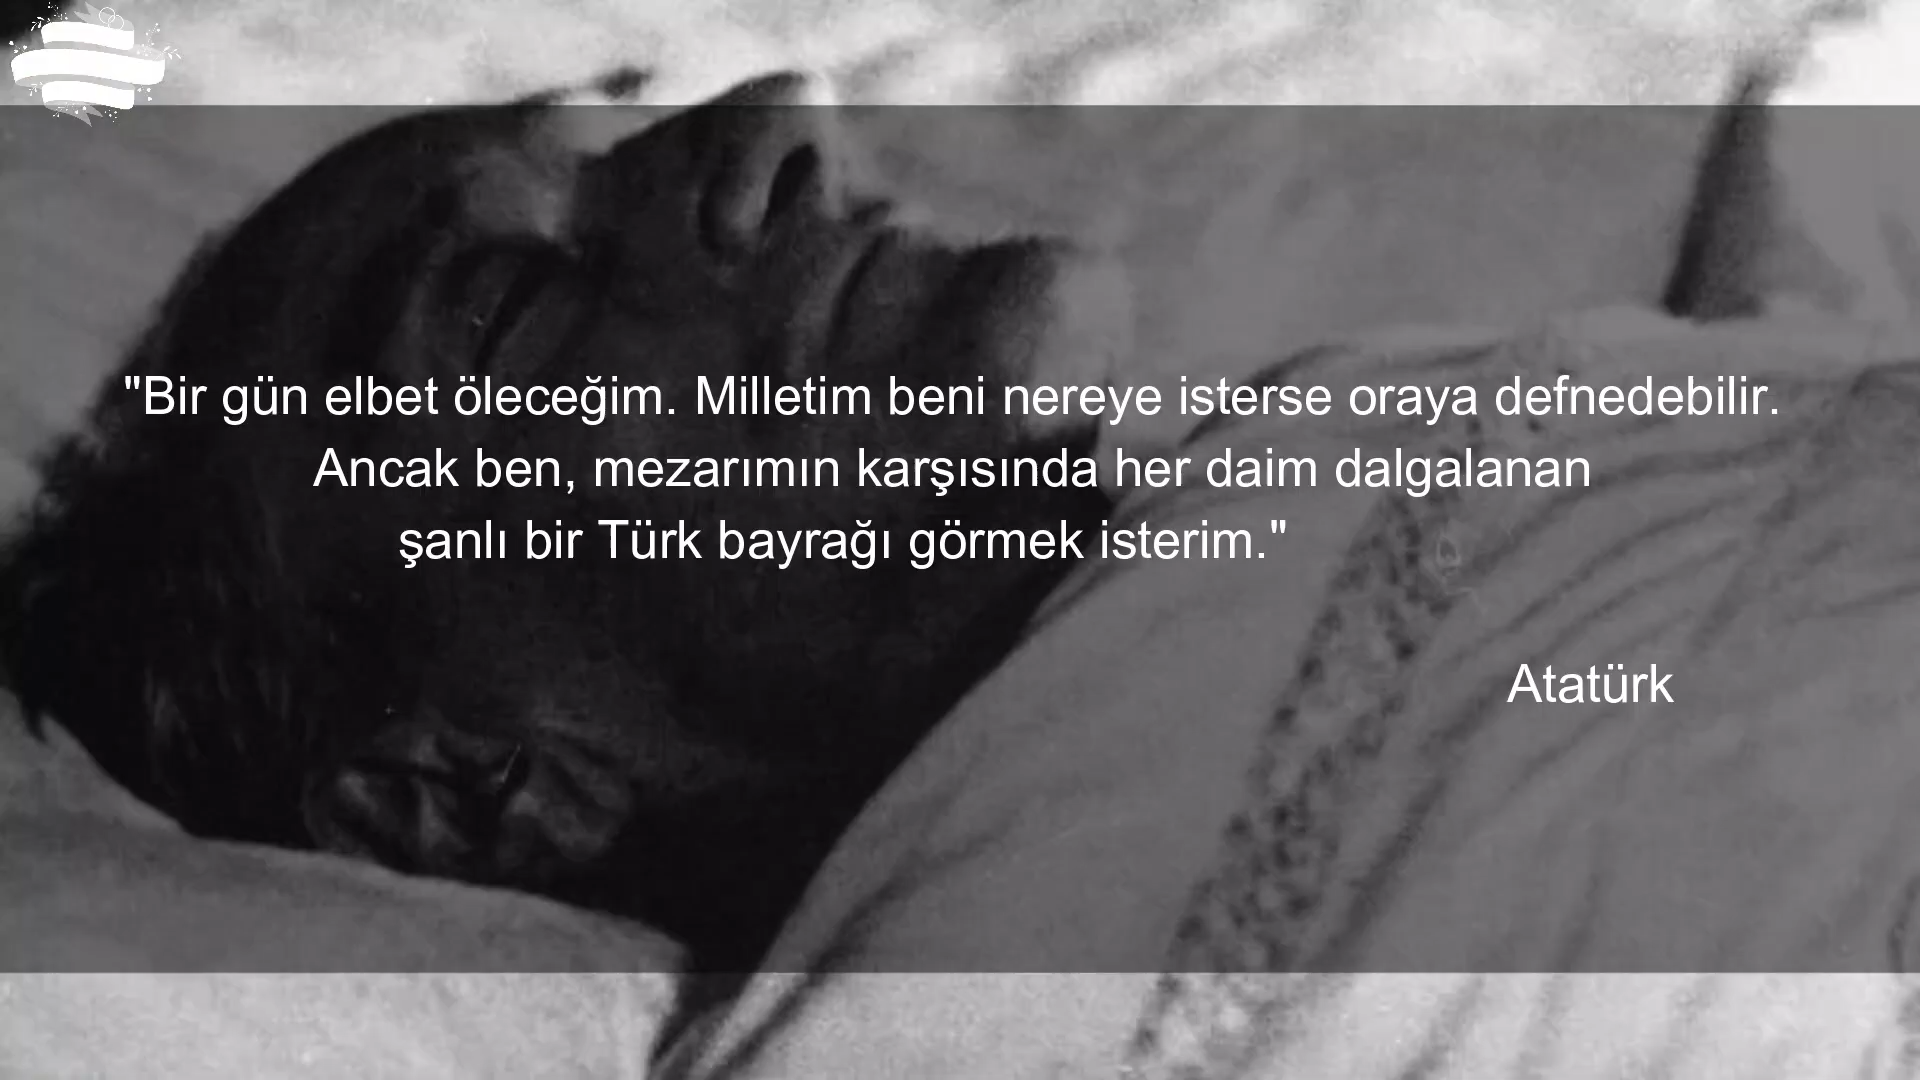 "Bir gün elbet öleceğim. Milletim beni nereye isterse oraya defnedebilir.
Ancak ben, mezarımın karşısında her daim dalgalanan
şanlı bir Türk bayrağı görmek isterim."
Atatürk